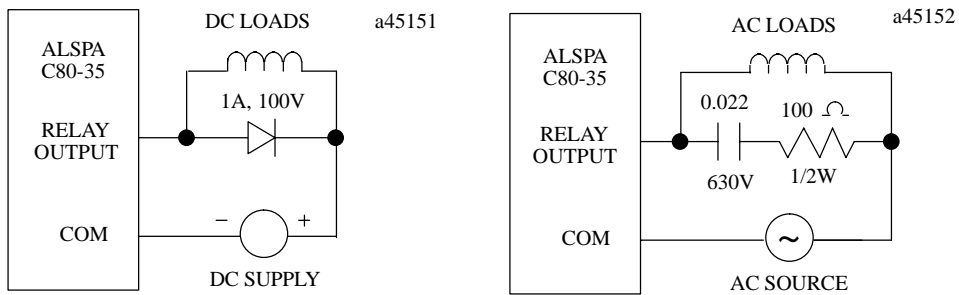 DC LOADS
a45151
ALSPA
C80-35
1A, 100V
RELAY
OUTPUT
COM
− +
DC SUPPLY
AC LOADS
a45152
ALSPA
C80-35
0.022
100 Ω
RELAY
OUTPUT
630V
1/2W
COM
~
AC SOURCE